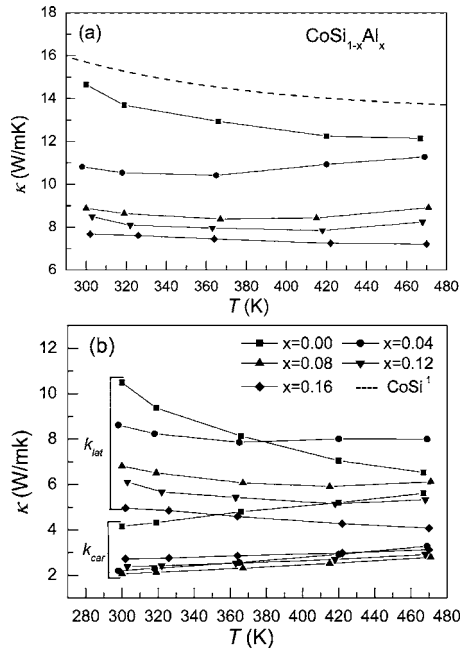 18
(a)
CoSi1-xAlx
16
14
12
10
8
6
κ (W/mK)
300 320 340 360 380 400 420 440 460 480
T (K)
(b)
x=0.00 x=0.04
x=0.08 x=0.12
x=0.16 CoSi 1
12
10
8
6
4
2
κ (W/mk)
klat
kcar
280 300 320 340 360 380 400 420 440 460 480
T (K)